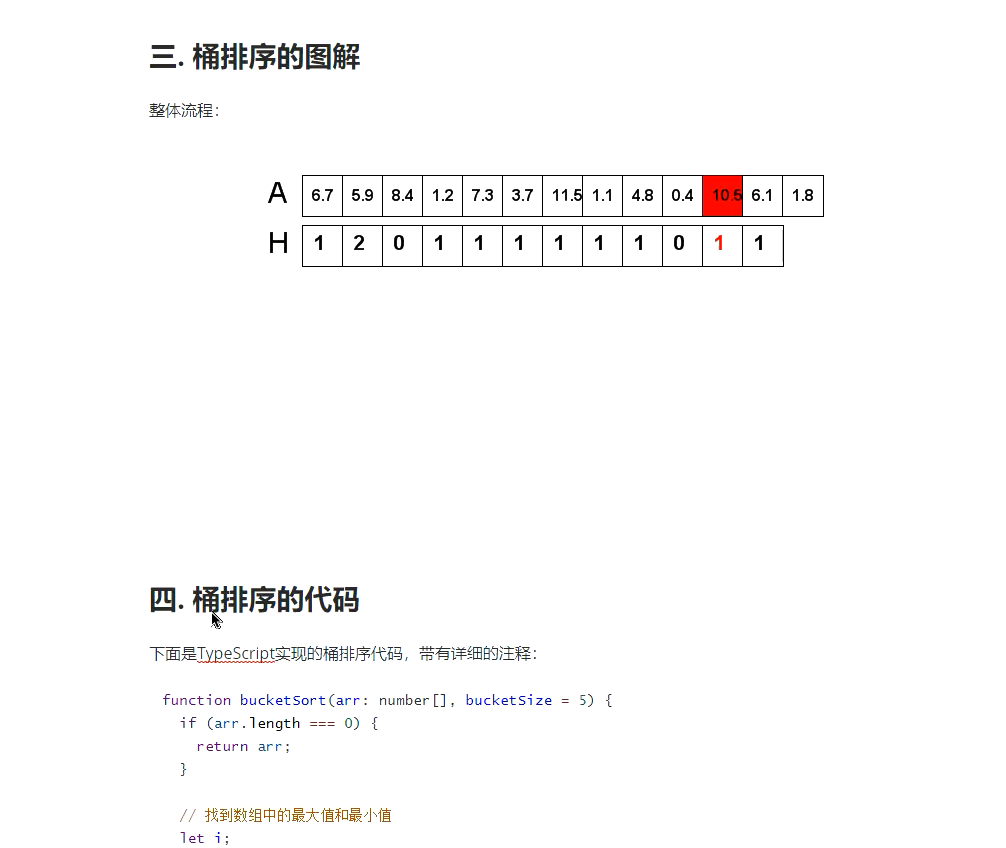 三. 桶排序的图解
整体流程：
A 6.7 5.9 8.4 1.2 7.3 3.7 11.5 1.1 4.8 0.4 10.5 6.1 1.8
H 1 2 0 1 1 1 1 1 1 0 1 1
四. 桶排序的代码
下面是TypeScript实现的桶排序代码，带有详细的注释：
function bucketSort(arr: number[], bucketSize = 5) {
  if (arr.length === 0) {
    return arr;
  }
  // 找到数组中的最大值和最小值
  let i;